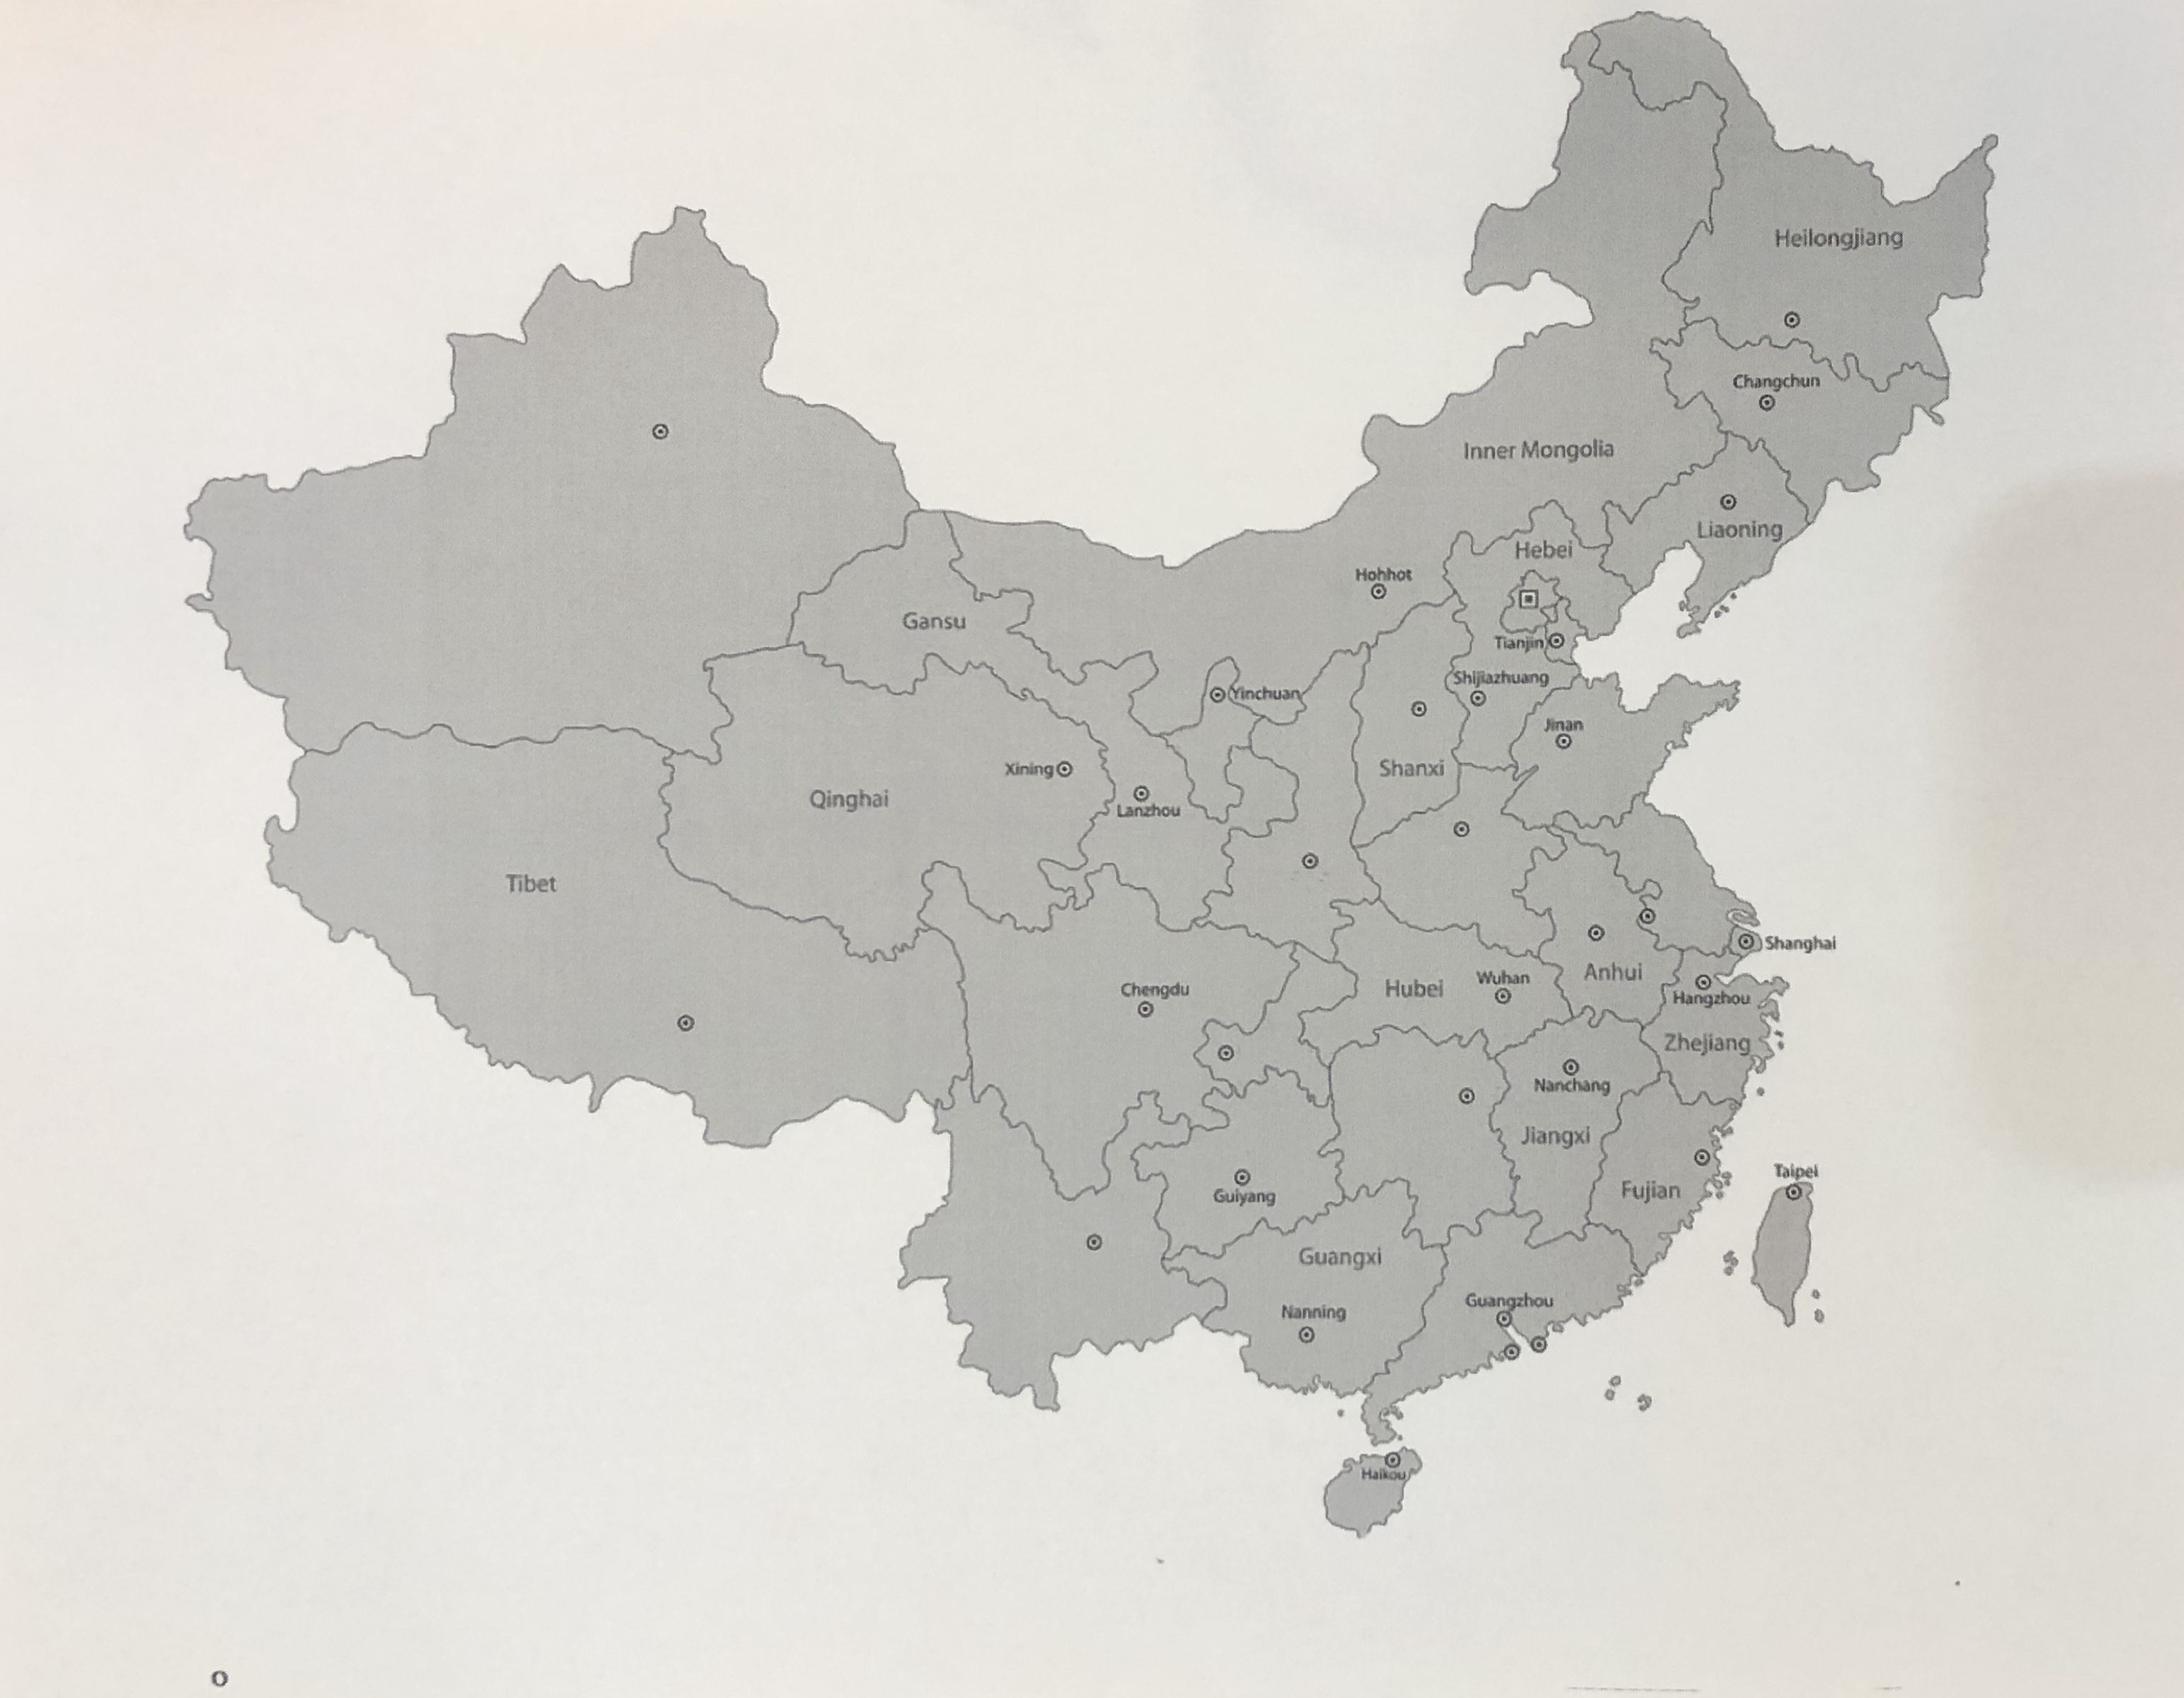 Heilongjiang
Changchun
Inner Mongolia
Liaoning
Hebei
Hohhot
Gansu
Tianjin
Shijiazhuang
Yinchuan
Jinan
Shanxi
Xining
Qinghai
Lanzhou
Tibet
Shanghai
Anhui
Wuhan
Hubei
Chengdu
Hangzhou
Zhejiang
Nanchang
Jiangxi
Taipei
Fujian
Guiyang
Guangxi
Guangzhou
Nanning
Haikou
o